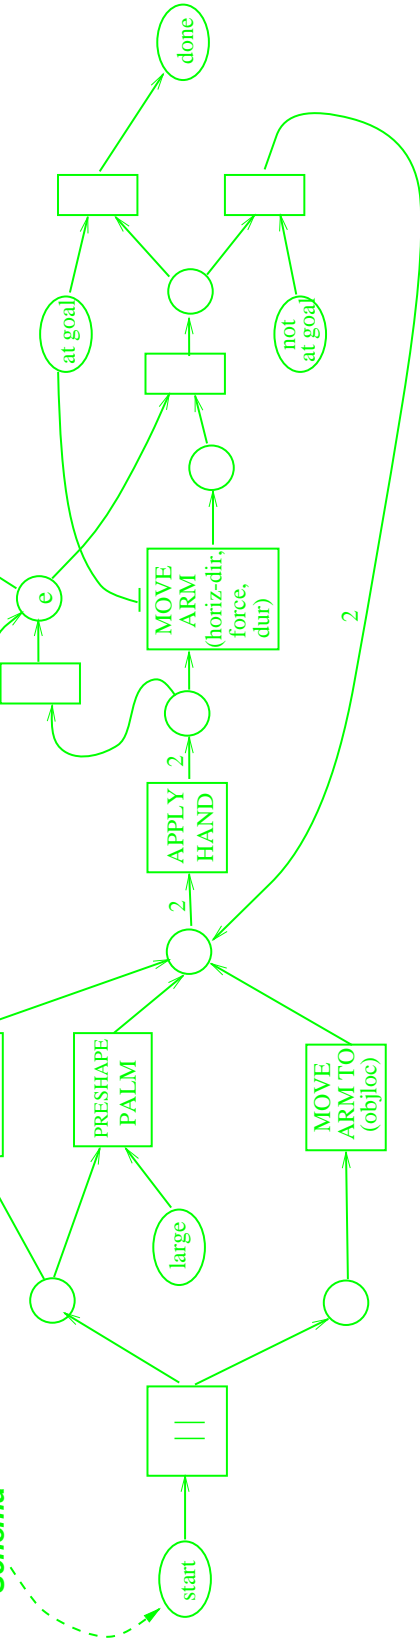 start
||
large
PRESHAPE
PALM
MOVE
ARM TO
(objloc)
2
APPLY
HAND
2
e
MOVE
ARM
(horiz-dir,
force,
dur)
2
at goal
not
at goal
done